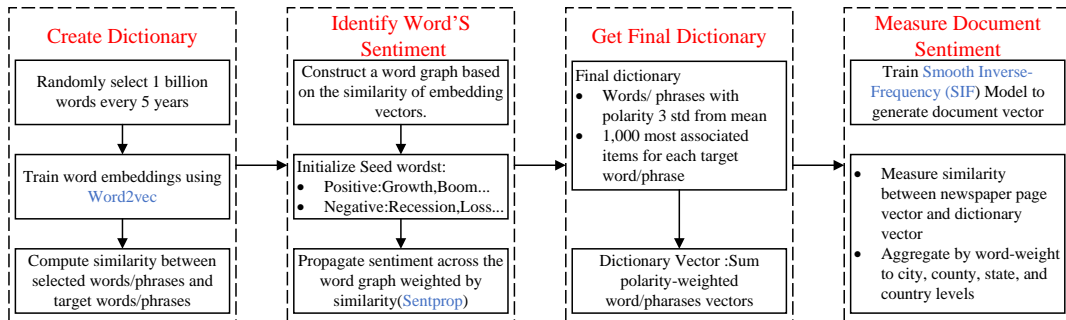 Create Dictionary
Randomly select 1 billion
words every 5 years
Train word embeddings using
Word2vec
Compute similarity between
selected words/phrases and
target words/phrases
Identify Word'S
Sentiment
Construct a word graph based
on the similarity of embedding
vectors.
Initialize Seed wordst:
• Positive:Growth,Boom...
• Negative:Recession,Loss...
Propagate sentiment across the
word graph weighted by
similarity(Sentprop)
Get Final Dictionary
Final dictionary
• Words/ phrases with
polarity 3 std from mean
• 1,000 most associated
items for each target
word/phrase
Dictionary Vector :Sum
polarity-weighted
word/pharases vectors
Measure Document
Sentiment
Train Smooth Inverse-
Frequency (SIF) Model to
generate document vector
• Measure similarity
between newspaper page
vector and dictionary
vector
• Aggregate by word-weight
to city, county, state, and
country levels